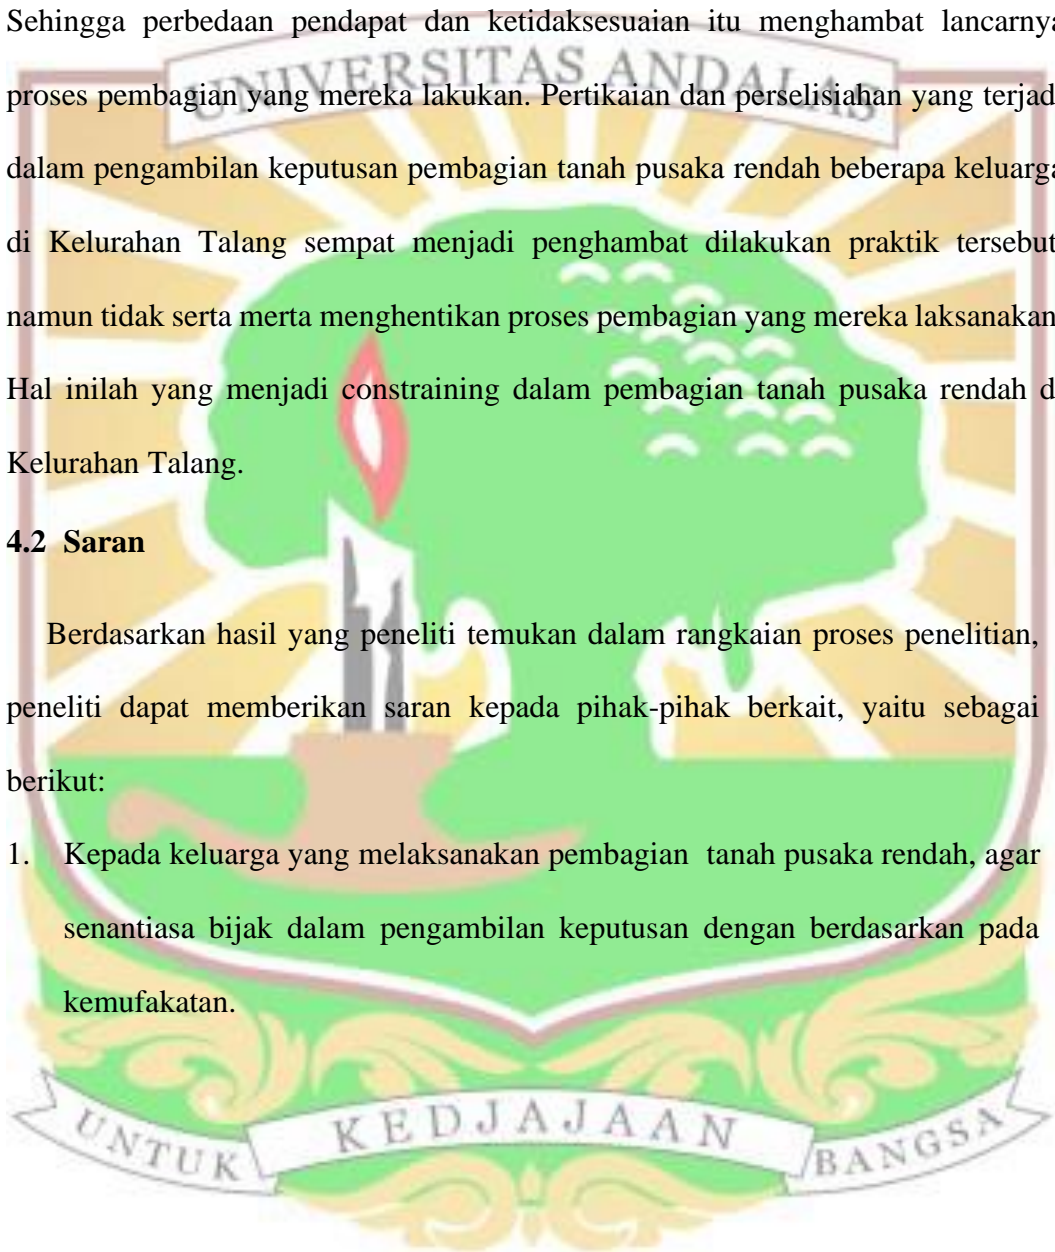 Sehingga perbedaan pendapat dan ketidaksesuaian itu menghambat lancarnya
UNIVERSITAS ANDALAS
proses pembagian yang mereka lakukan. Pertikaian dan perselisiahan yang terjad
dalam pengambilan keputusan pembagian tanah pusaka rendah beberapa keluarga
di Kelurahan Talang sempat menjadi penghambat dilakukan praktik tersebut
namun tidak serta merta menghentikan proses pembagian yang mereka laksanakan
Hal inilah yang menjadi constraining dalam pembagian tanah pusaka rendah d
Kelurahan Talang.
4.2 Saran
Berdasarkan hasil yang peneliti temukan dalam rangkaian proses penelitian,
peneliti dapat memberikan saran kepada pihak-pihak berkait, yaitu sebagai
berikut:
1. Kepada keluarga yang melaksanakan pembagian tanah pusaka rendah, agar
senantiasa bijak dalam pengambilan keputusan dengan berdasarkan pada
kemufakatan.
UNTUK KEDJAJAAN BANGSA